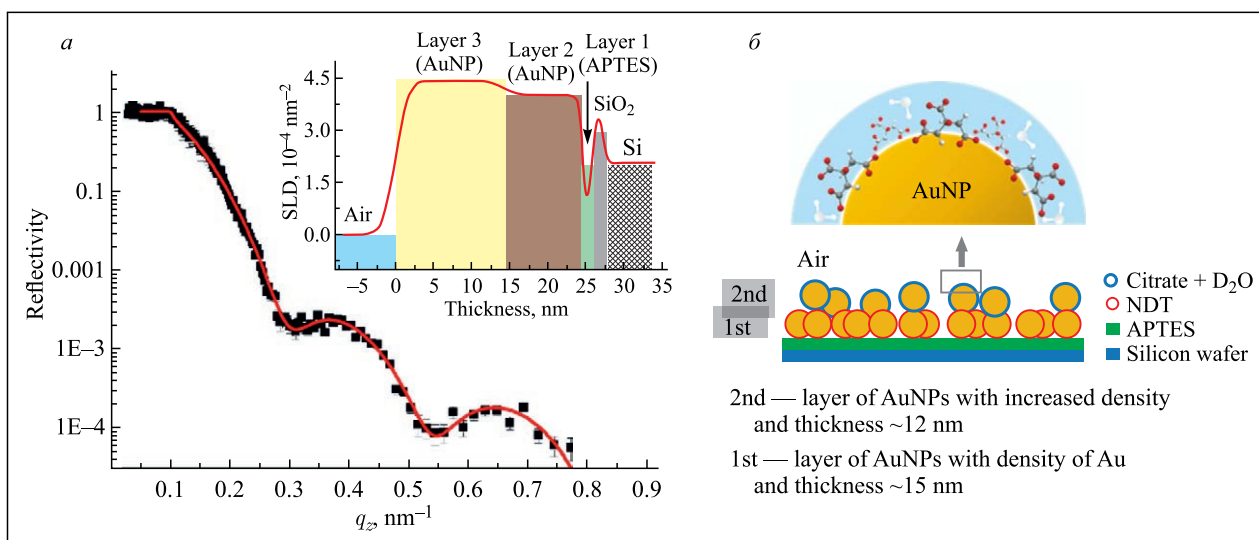 а
Layer 3
(AuNP)
Layer 2
(AuNP)
Layer 1
(APTES)
SiO2
Si
Air
4.5
3.0
1.5
0.0
SLD, 10−4 nm−2
−5 0 5 10 15 20 25 30 35
Thickness, nm
1
0.1
0.001
1E−3
1E−4
Reflectivity
0.1 0.2 0.3 0.4 0.5 0.6 0.7 0.8 0.9
qz, nm−1
б
AuNP
Air
2nd
1st
Citrate + D2O
NDT
APTES
Silicon wafer
2nd — layer of AuNPs with increased density
and thickness ~12 nm
1st — layer of AuNPs with density of Au
and thickness ~15 nm